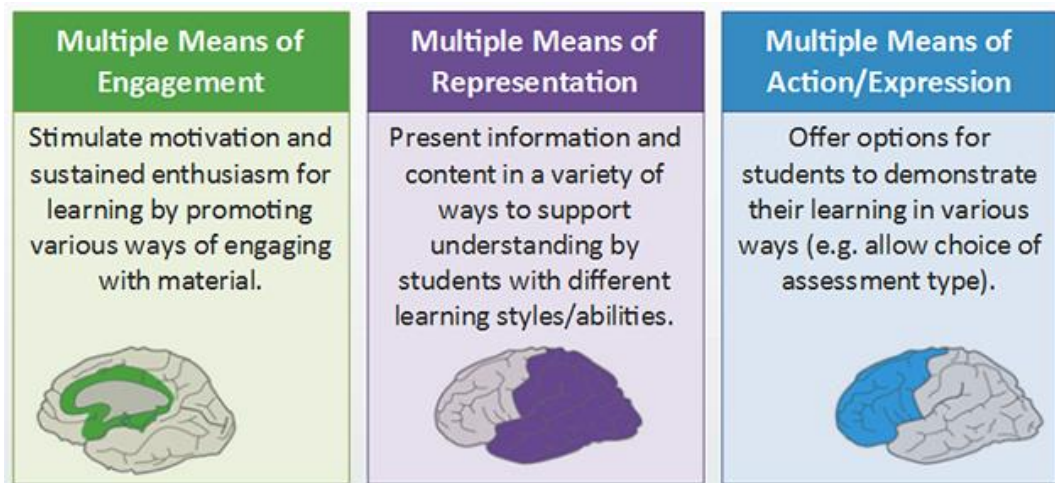 Multiple Means of
Engagement
Stimulate motivation and
sustained enthusiasm for
learning by promoting
various ways of engaging
with material.
Multiple Means of
Representation
Present information and
content in a variety of
ways to support
understanding by
students with different
learning styles/abilities.
Multiple Means of
Action/Expression
Offer options for
students to demonstrate
their learning in various
ways (e.g. allow choice of
assessment type).